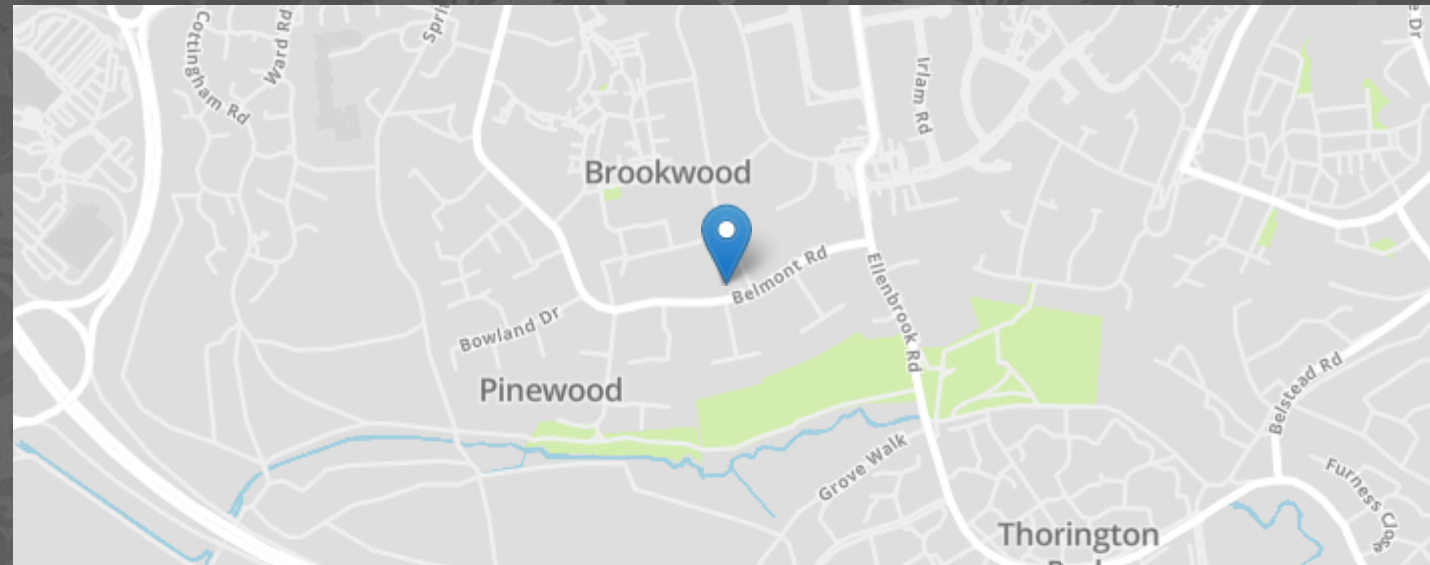 Cottingham Rd
Ward Rd
Irlam Rd
Brookwood
Belmont Rd
Ellenbrook Rd
Bowland Dr
Pinewood
Belstead Rd
Grove Walk
Furness Close
Thorington